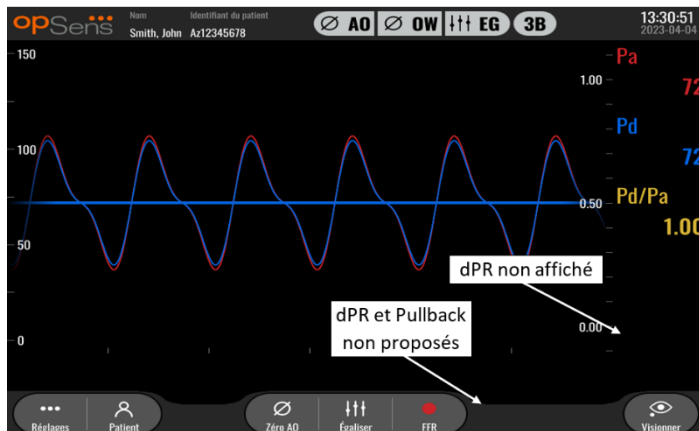 opSens
Nom
Identifiant du patient
Smith, John
Az12345678
AO
OW
EG
3B
13:30:51
2023-04-04
150
100
50
0
1.00
0.50
0.00
Pa
72
Pd
72
Pd/Pa
1.00
dPR non affiché
dPR et Pullback
non proposés
Réglages
Patient
Zéro AO
Égaliser
FFR
Visionner